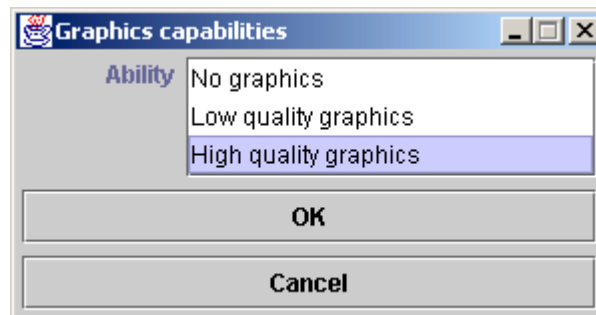 Graphics capabilities
Ability No graphics
Low quality graphics
High quality graphics
OK
Cancel